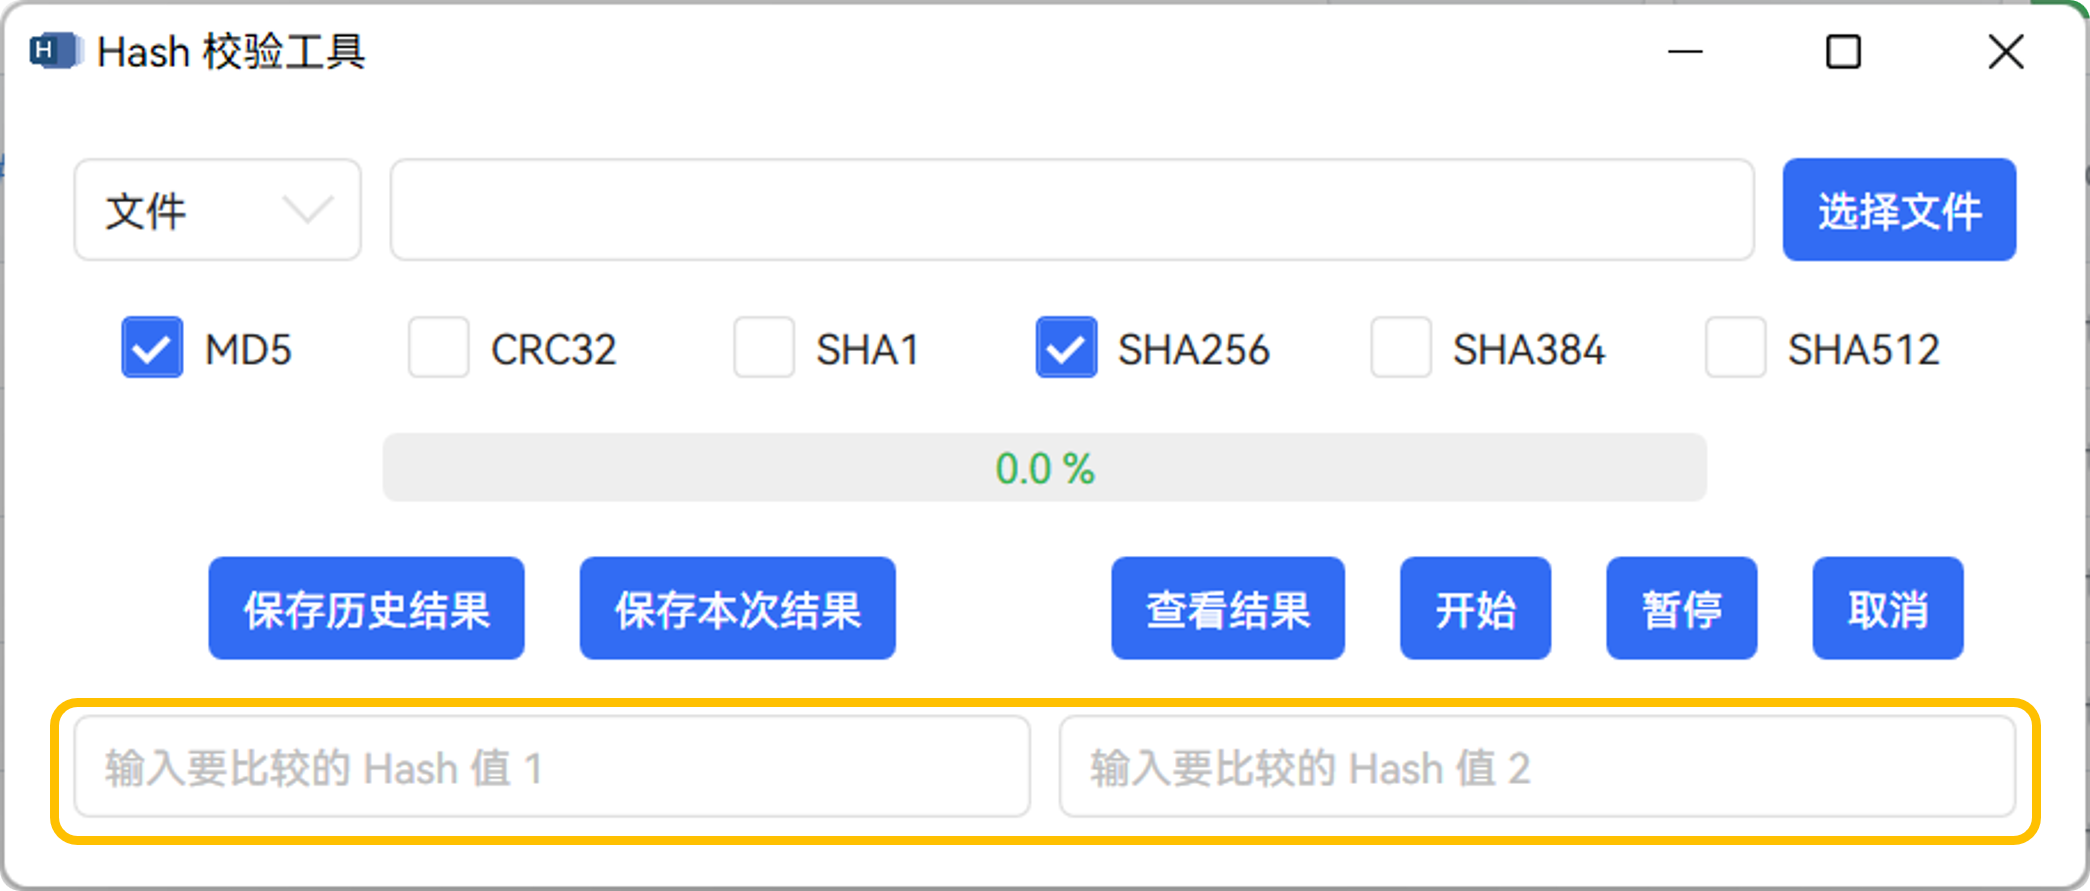 H Hash 校验工具
文件 选择文件
MD5 CRC32 SHA1 SHA256 SHA384 SHA512
0.0 %
保存历史结果 保存本次结果 查看结果 开始 暂停 取消
输入要比较的 Hash 值 1 输入要比较的 Hash 值 2